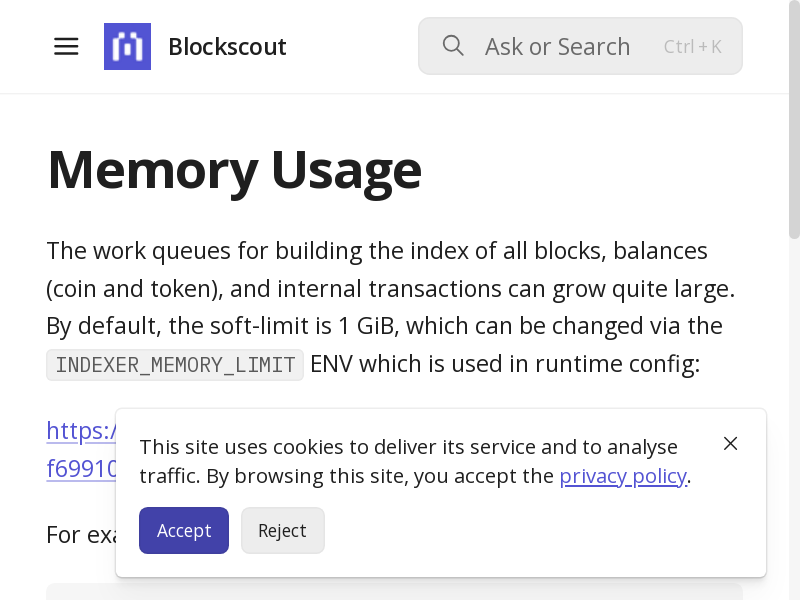 Blockscout
Ask or Search
Ctrl + K
Memory Usage
The work queues for building the index of all blocks, balances
(coin and token), and internal transactions can grow quite large.
By default, the soft-limit is 1 GiB, which can be changed via the
INDEXER_MEMORY_LIMIT ENV which is used in runtime config:
https:/
f69910
For exa
This site uses cookies to deliver its service and to analyse
traffic. By browsing this site, you accept the privacy policy.
Accept
Reject